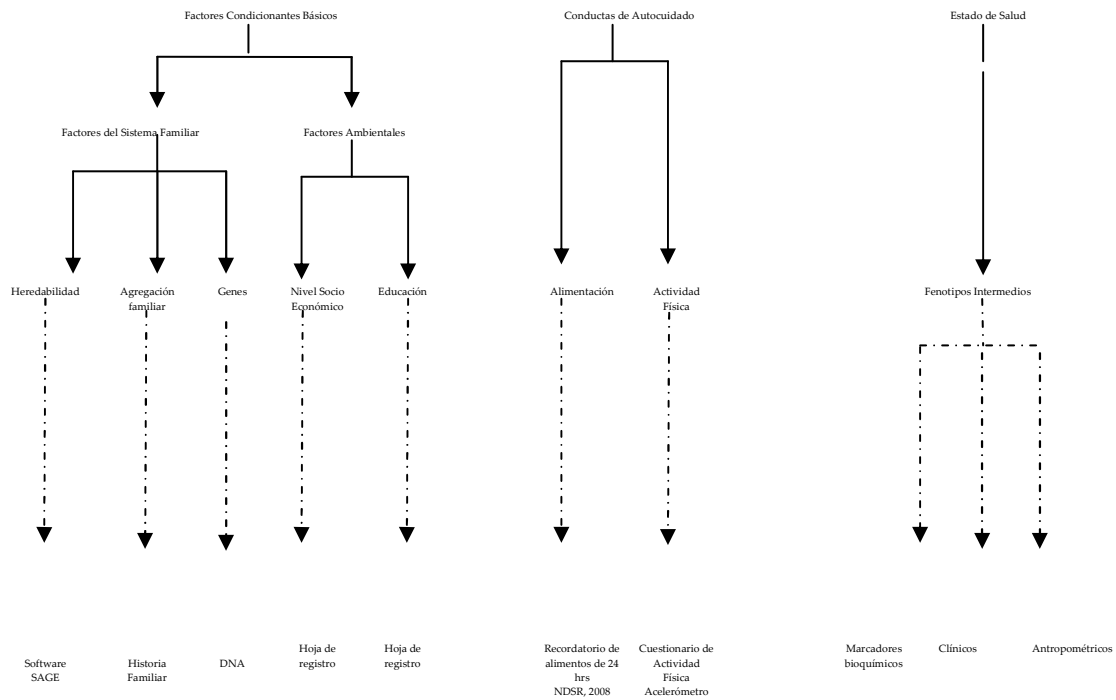 Factores Condicionantes Básicos
Conductas de Autocuidado
Estado de Salud
Factores del Sistema Familiar
Factores Ambientales
Heredabilidad
Agregación
familiar
Genes
Nivel Socio
Económico
Educación
Alimentación
Actividad
Física
Fenotipos Intermedios
Software
SAGE
Historia
Familiar
DNA
Hoja de
registro
Hoja de
registro
Recordatorio de
alimentos de 24
hrs
NDSR, 2008
Cuestionario de
Actividad
Física
Acelerómetro
Marcadores
bioquímicos
Clínicos
Antropométricos